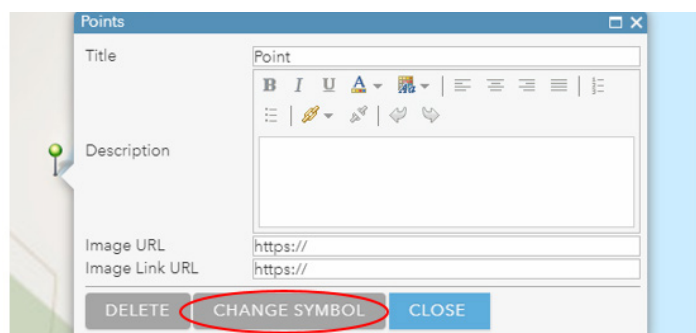 Points
Title
Point
B I U A
Description
Image URL
https://
Image Link URL
https://
DELETE CHANGE SYMBOL CLOSE